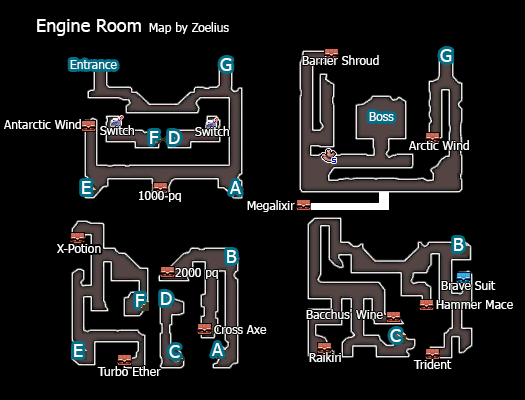 Engine Room Map by Zoelius
Entrance
G
Antarctic Wind
Switch
Switch
F D
E
1000-pq
A
Barrier Shroud
G
Boss
Arctic Wind
S
Megalixir
X-Potion
B
2000 pq
F
D
Cross Axe
E
C
A
Turbo Ether
B
Brave Suit
Hammer Mace
Bacchus' Wine
C
Raikiri
Trident